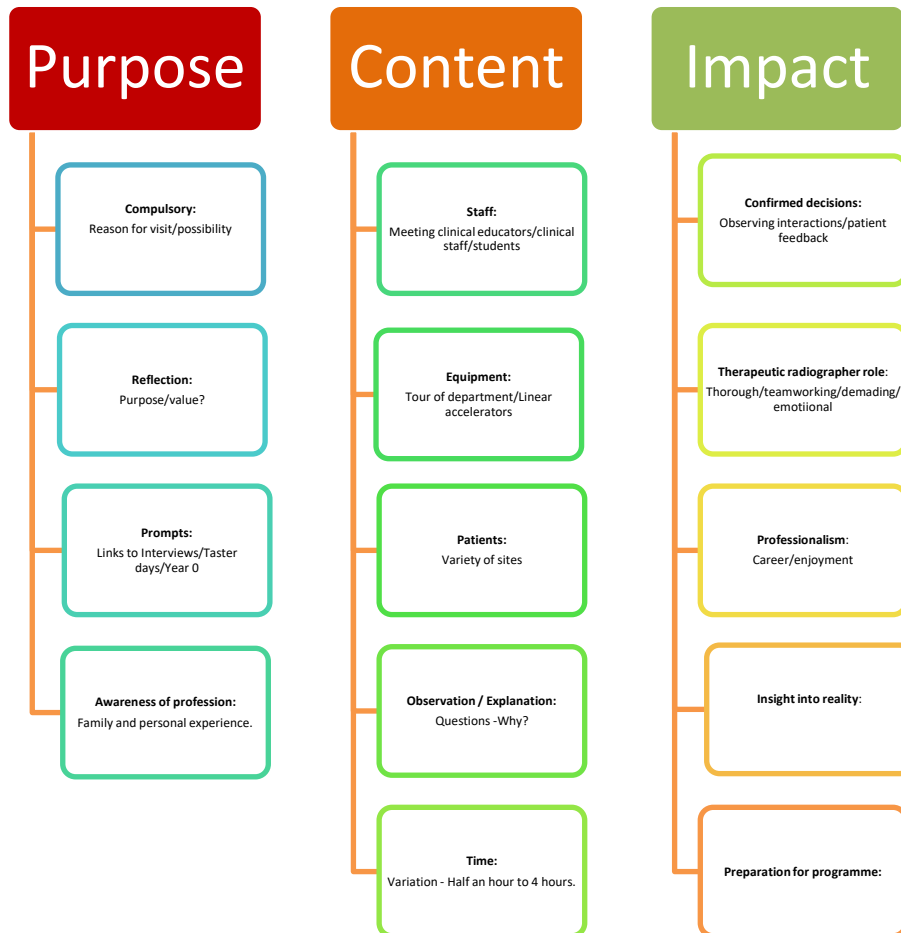 Purpose
Compulsory:
Reason for visit/possibility
Reflection:
Purpose/value?
Prompts:
Links to Interviews/Taster
days/Year 0
Awareness of profession:
Family and personal experience.
Content
Staff:
Meeting clinical educators/clinical
staff/students
Equipment:
Tour of department/Linear
accelerators
Patients:
Variety of sites
Observation / Explanation:
Questions -Why?
Time:
Variation - Half an hour to 4 hours.
Impact
Confirmed decisions:
Observing interactions/patient
feedback
Therapeutic radiographer role:
Thorough/teamworking/demading/
emotiional
Professionalism:
Career/enjoyment
Insight into reality:
Preparation for programme: